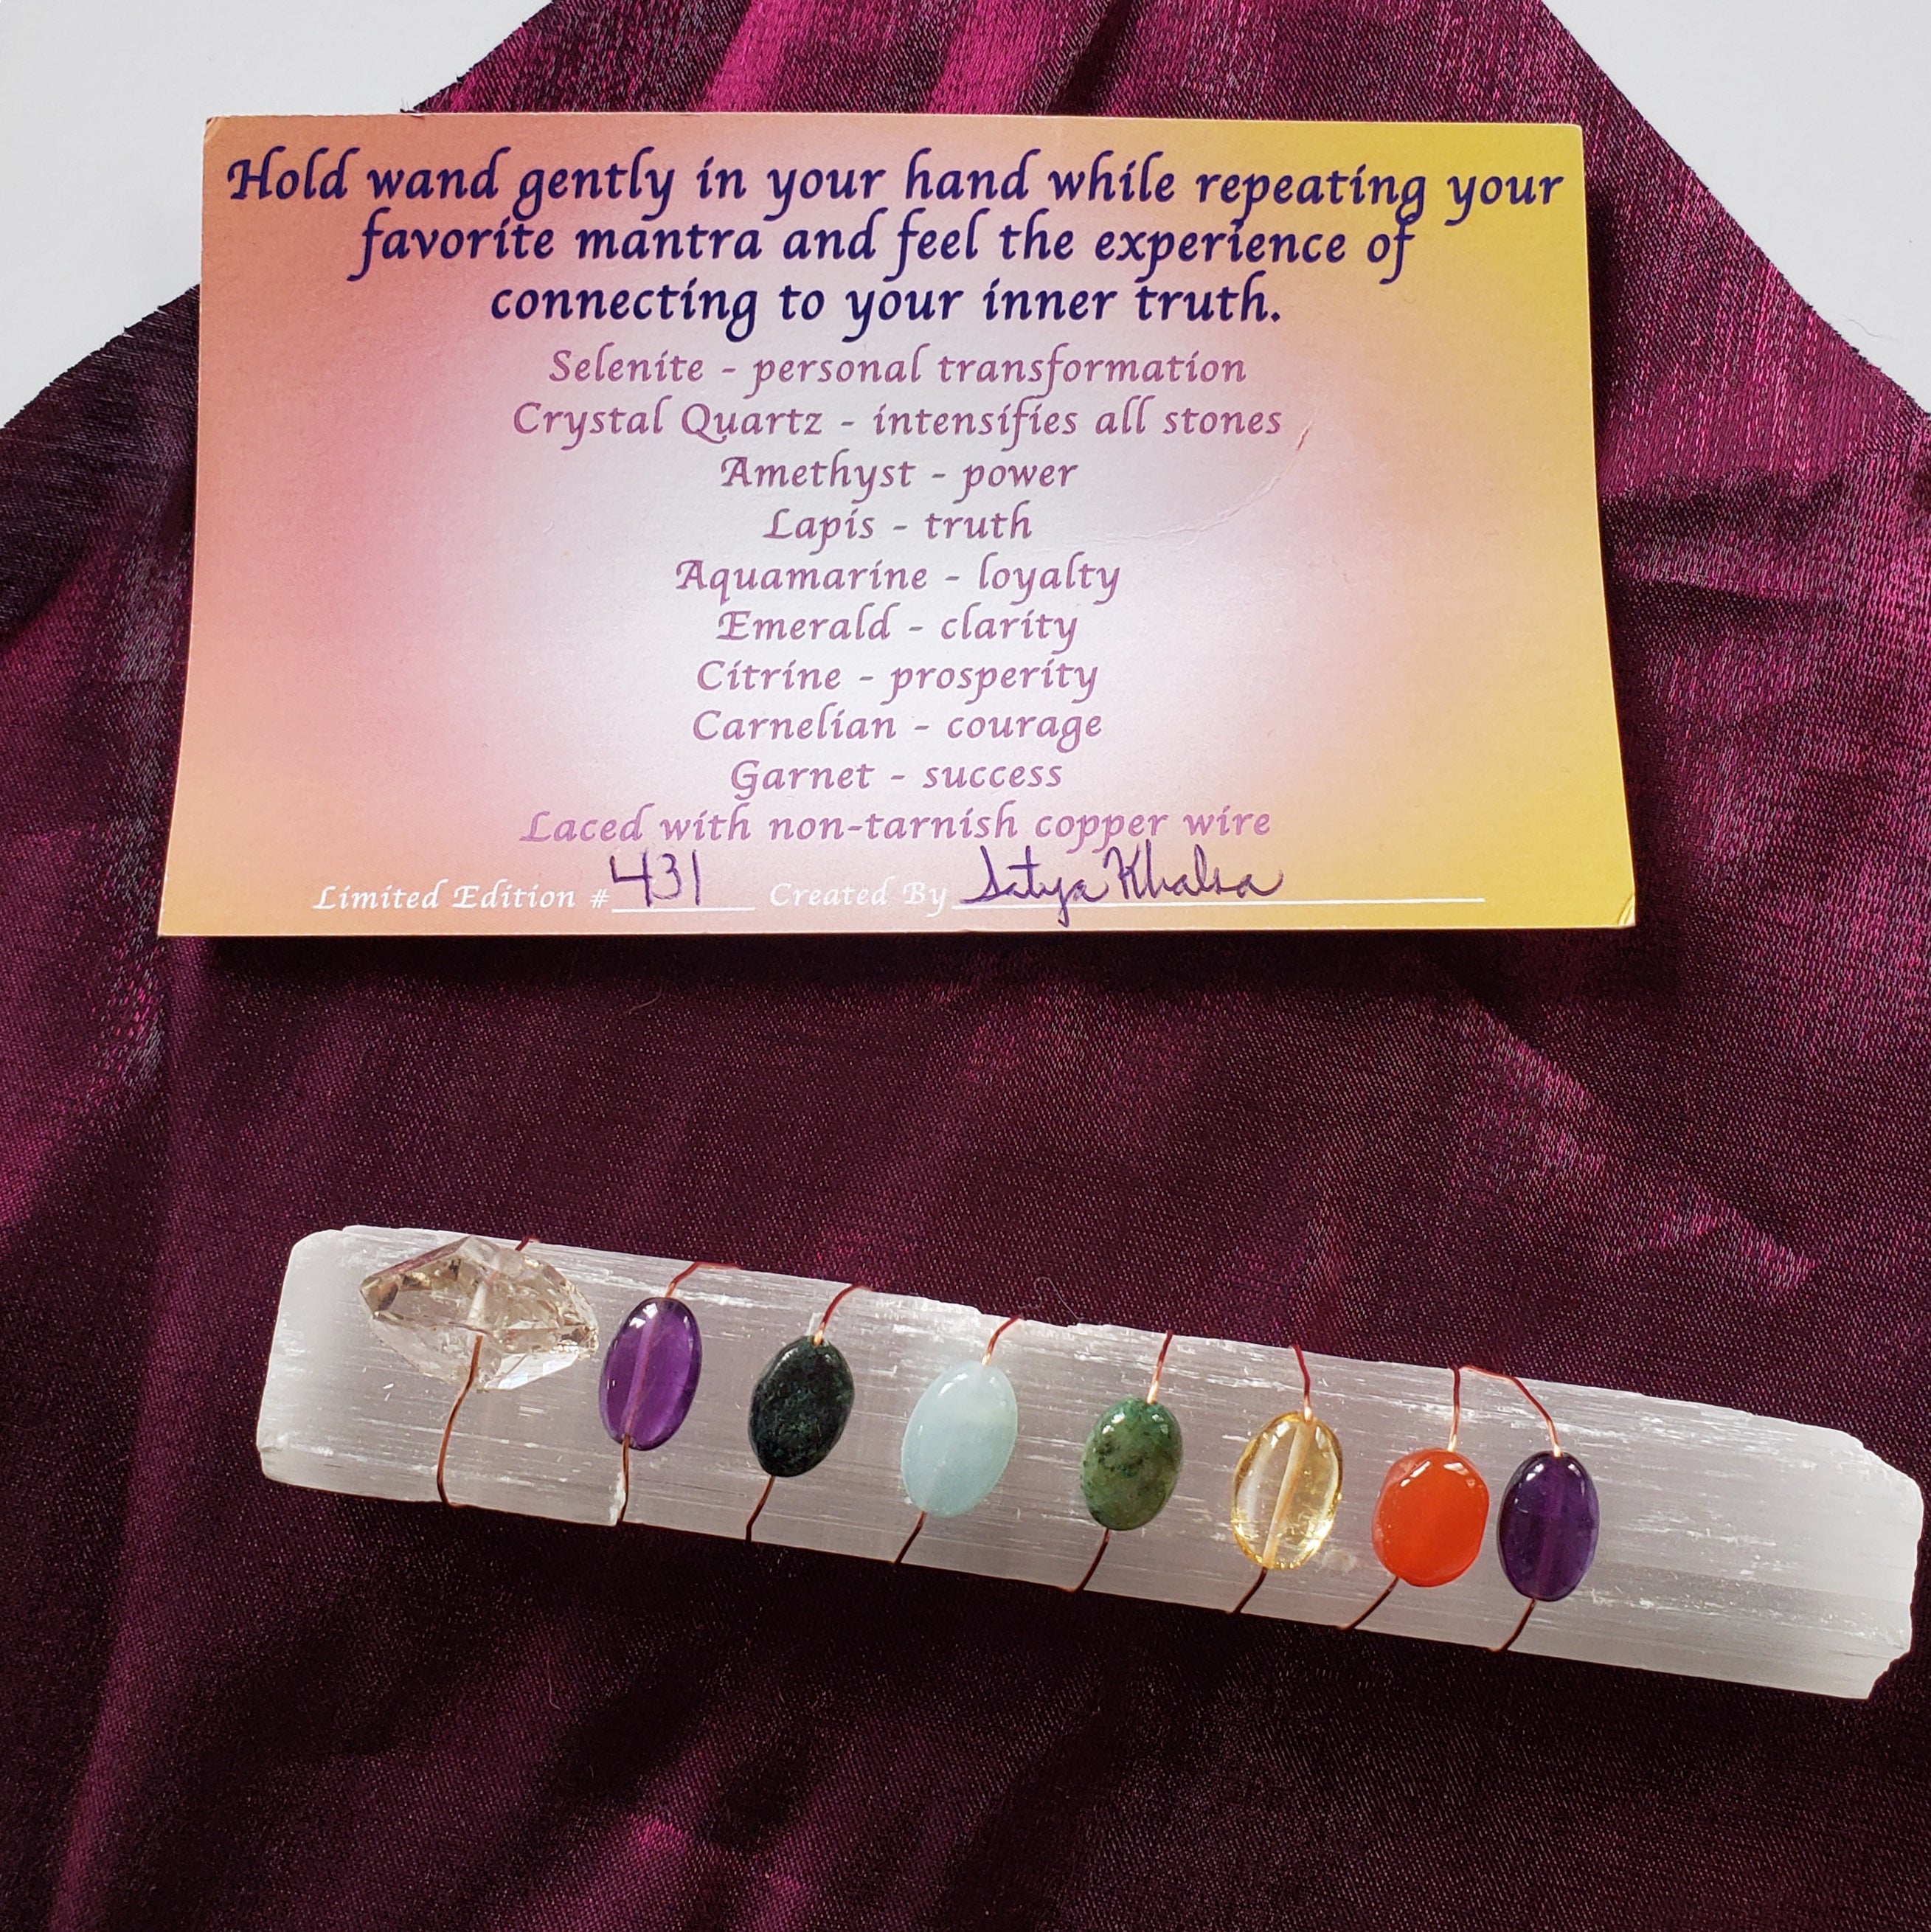 Hold wand gently in your hand while repeating your
favorite mantra and feel the experience of
connecting to your inner truth.
Selenite - personal transformation
Crystal Quartz - intensifies all stones
Amethyst - power
Lapis - truth
Aquamarine - loyalty
Emerald - clarity
Citrine - prosperity
Carnelian - courage
Garnet - success
Laced with non-tarnish copper wire
Limited Edition # 431 Created By Satya Khalsa